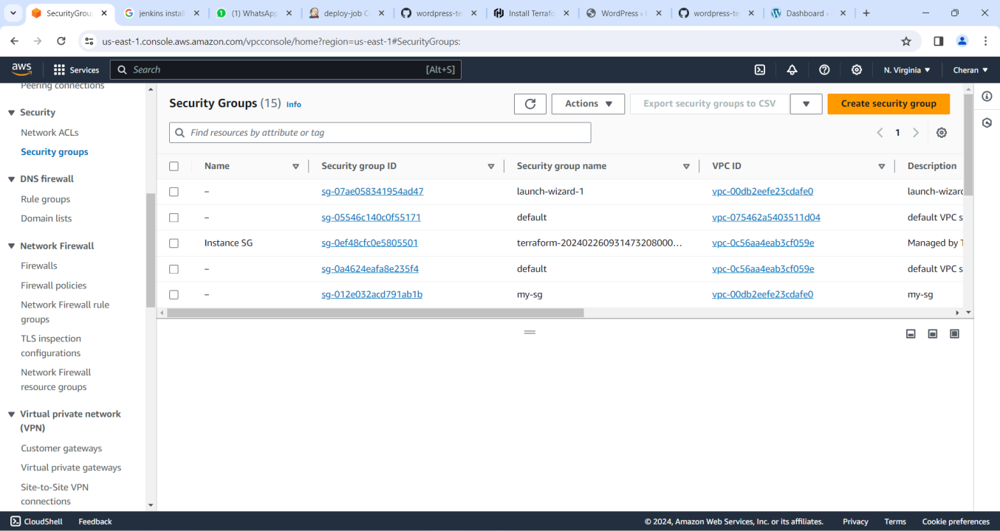 SecurityGroup
jenkins install
(1) WhatsApp
deploy-job C
wordpress-te
Install Terrafo
WordPress ›
wordpress-te
Dashboard ‹
us-east-1.console.aws.amazon.com/vpcconsole/home?region=us-east-1#SecurityGroups:
aws
Services
Search
[Alt+S]
N. Virginia
Cheran
Peering connections
Security
Network ACLs
Security groups
DNS firewall
Rule groups
Domain lists
Network Firewall
Firewalls
Firewall policies
Network Firewall rule
groups
TLS inspection
configurations
Network Firewall
resource groups
Virtual private network
(VPN)
Customer gateways
Virtual private gateways
Site-to-Site VPN
connections
Security Groups (15) Info
Actions
Export security groups to CSV
Create security group
Find resources by attribute or tag
1
Name Security group ID Security group name VPC ID Description
– sg-07ae058341954ad47 launch-wizard-1 vpc-00db2eefe23cdafe0 launch-wizard
– sg-05546c140c0f55171 default vpc-075462a5403511d04 default VPC s
Instance SG sg-0ef48cfc0e5805501 terraform-202402260931473208000... vpc-0c56aa4eab3cf059e Managed by T
– sg-0a4624eafa8e235f4 default vpc-0c56aa4eab3cf059e default VPC s
– sg-012e032acd791ab1b my-sg vpc-00db2eefe23cdafe0 my-sg
CloudShell Feedback
© 2024, Amazon Web Services, Inc. or its affiliates. Privacy Terms Cookie preferences